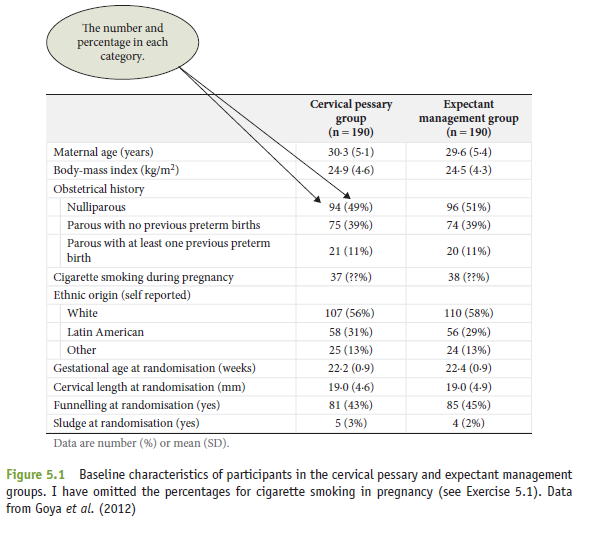 The number and
percentage in each
category.
Cervical pessary
group
(n = 190)
Expectant
management group
(n = 190)
Maternal age (years) 30·3 (5·1) 29·6 (5·4)
Body-mass index (kg/m²) 24·9 (4·6) 24·5 (4·3)
Obstetrical history
Nulliparous 94 (49%) 96 (51%)
Parous with no previous preterm births 75 (39%) 74 (39%)
Parous with at least one previous preterm
birth 21 (11%) 20 (11%)
Cigarette smoking during pregnancy 37 (??%) 38 (??%)
Ethnic origin (self reported)
White 107 (56%) 110 (58%)
Latin American 58 (31%) 56 (29%)
Other 25 (13%) 24 (13%)
Gestational age at randomisation (weeks) 22·2 (0·9) 22·4 (0·9)
Cervical length at randomisation (mm) 19·0 (4·6) 19·0 (4·9)
Funnelling at randomisation (yes) 81 (43%) 85 (45%)
Sludge at randomisation (yes) 5 (3%) 4 (2%)
Data are number (%) or mean (SD).
Figure 5.1 Baseline characteristics of participants in the cervical pessary and expectant management
groups. I have omitted the percentages for cigarette smoking in pregnancy (see Exercise 5.1). Data
from Goya et al. (2012)